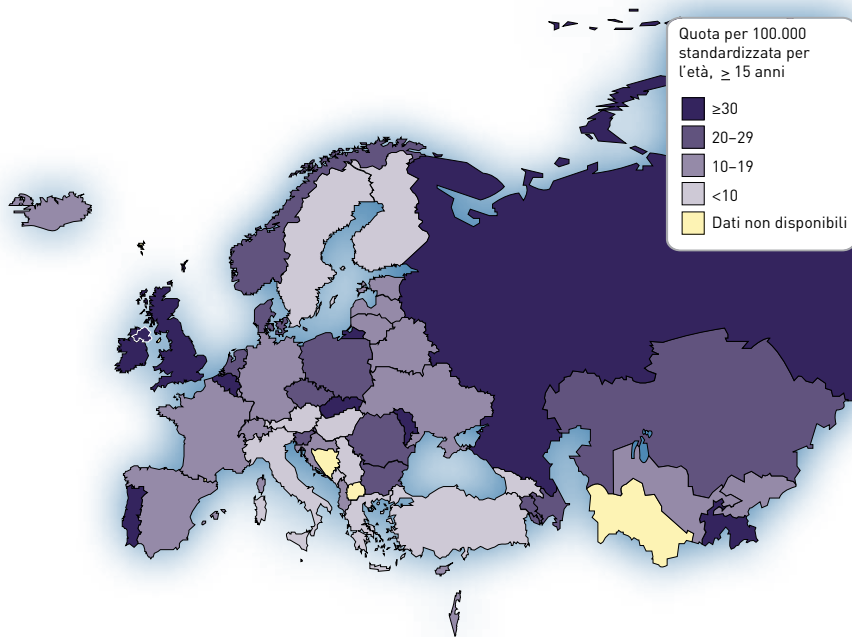 Quota per 100.000
standardizzata per
l'età, ≥ 15 anni
≥30
20–29
10–19
<10
Dati non disponibili